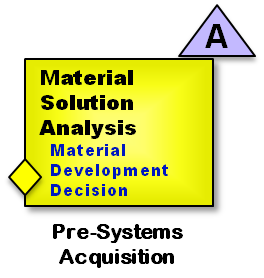 A
Material
Solution
Analysis
Material
Development
Decision
Pre-Systems
Acquisition